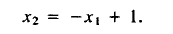 x₂ = −x₁ + 1.